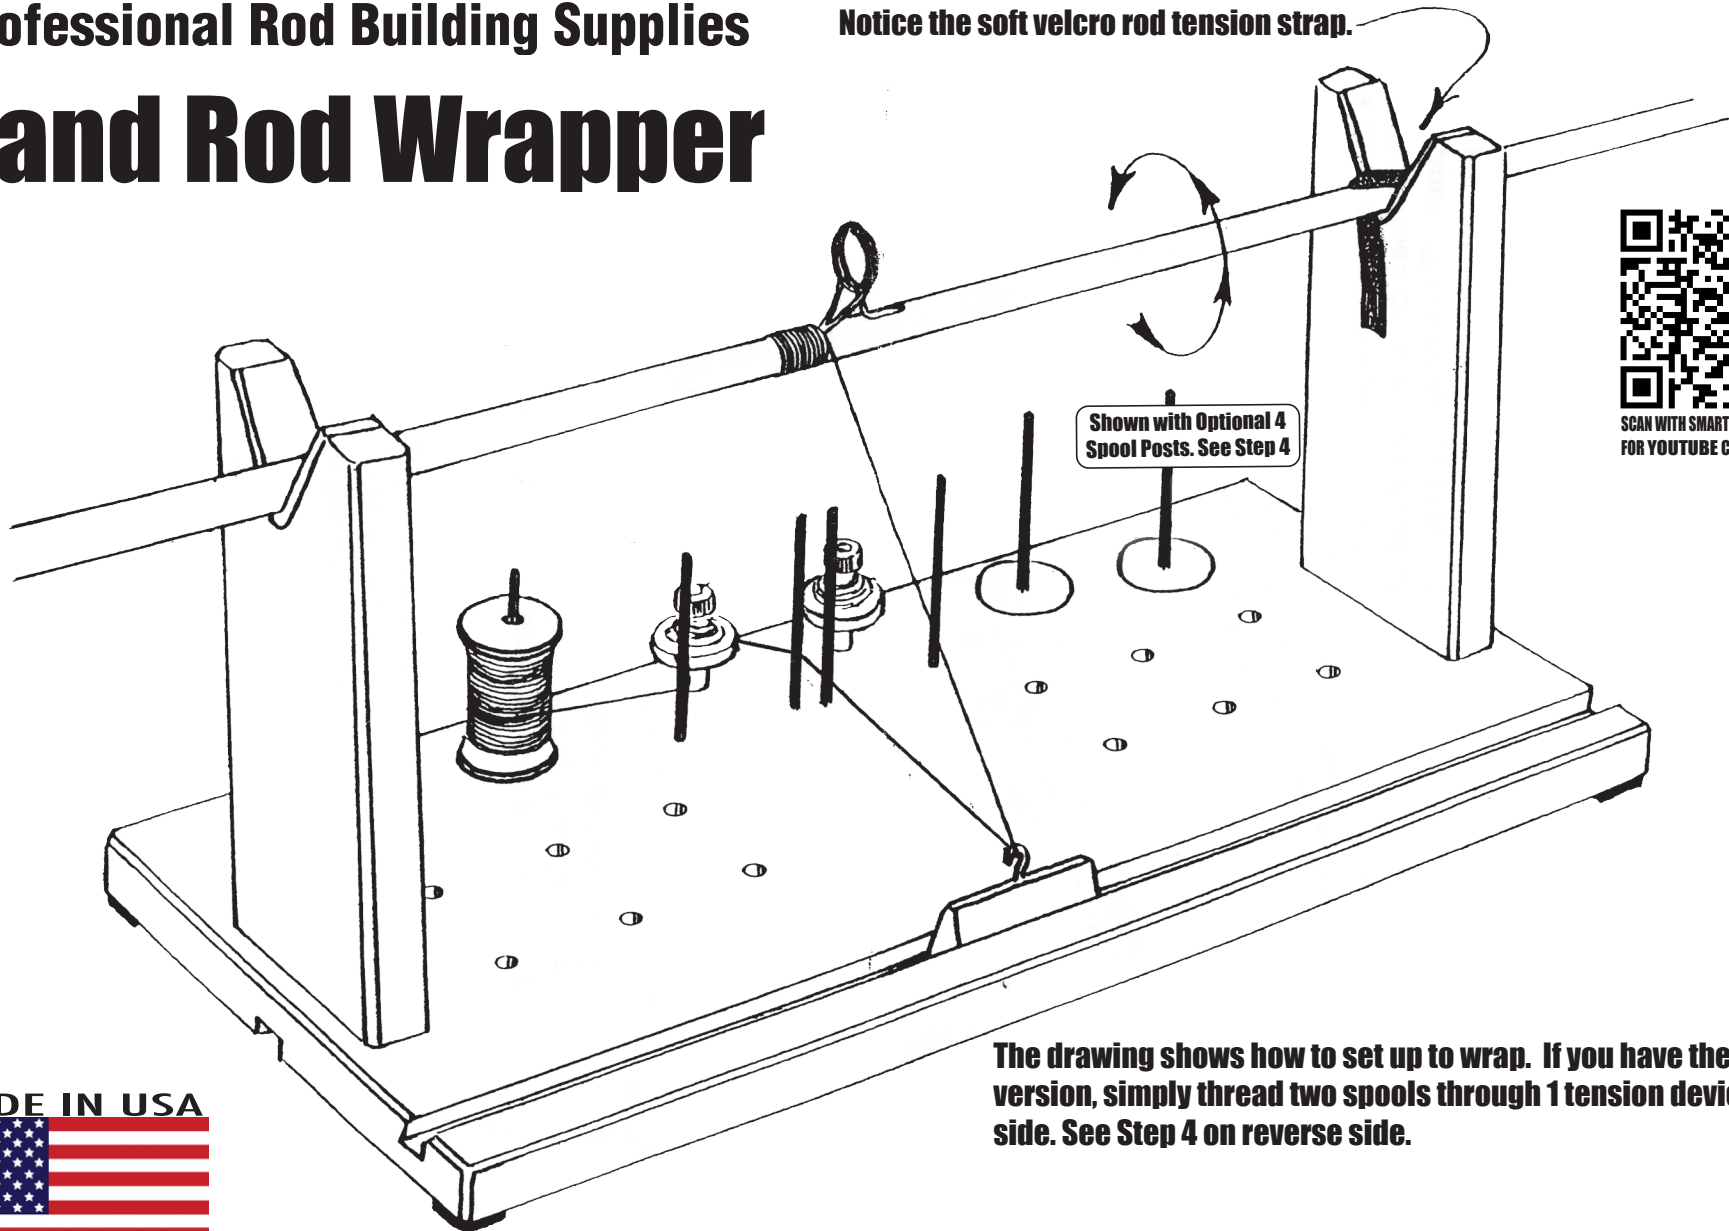 ofessional Rod Building Supplies
and Rod Wrapper
Notice the soft velcro rod tension strap.
SCAN WITH SMART
FOR YOUTUBE C
Shown with Optional 4
Spool Posts. See Step 4
The drawing shows how to set up to wrap. If you have the
version, simply thread two spools through 1 tension devic
side. See Step 4 on reverse side.
DE IN USA